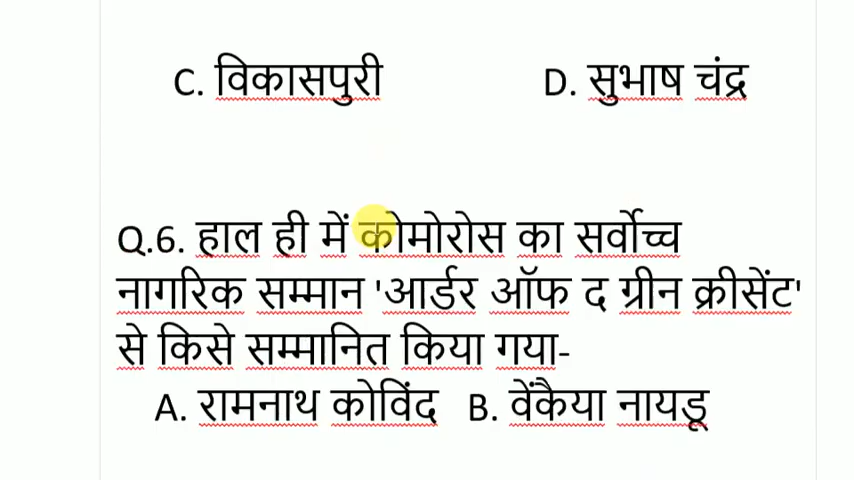 C. विकासपुरी D. सुभाष चंद्र
Q.6. हाल ही में कोमोरोस का सर्वोच्च
नागरिक सम्मान 'आर्डर ऑफ द ग्रीन क्रीसेंट'
से किसे सम्मानित किया गया-
A. रामनाथ कोविंद B. वेंकैया नायडू